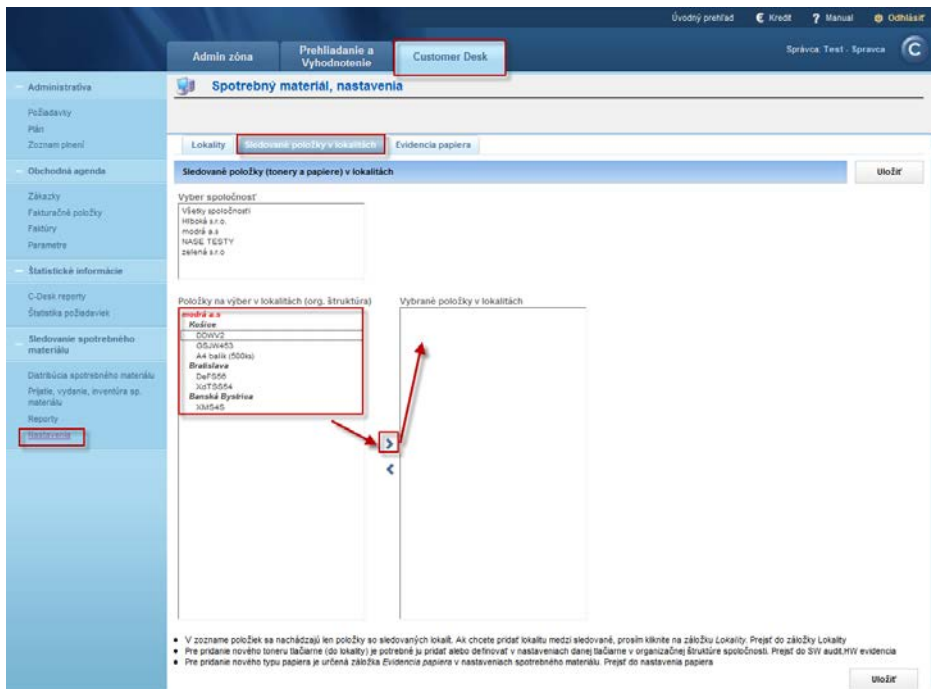 Úvodný prehľad € Kredit ? Manual Odhlásiť
Admin zóna
Prehliadanie a
Vyhodnotenie
Customer Desk
Správca: Test - Spravca
Administratíva
Požiadavky
Plán
Zoznam plnení
Obchodná agenda
Zákazky
Fakturačné položky
Faktúry
Parametre
Štatistické informácie
C-Desk reporty
Štatistika požiadaviek
Sledovanie spotrebného
materiálu
Distribúcia spotrebného materiálu
Prijatie, vydanie, inventúra sp.
materiálu
Reporty
Nastavenia
Spotrebný materiál, nastavenia
Lokality Sledované položky v lokalitách Evidencia papiera
Sledované položky (tonery a papiere) v lokalitách
Uložiť
Vyber spoločnosť
Všetky spoločnosti
Hlboká s.r.o.
modrá a.s
NASE TESTY
zelená s.r.o
Položky na výber v lokalitách (org. štruktúra)
modrá a.s
Košice
DDWV2
GSJW453
A4 balík (500ks)
Bratislava
DeFS56
XdTSS54
Banská Bystrica
XMS45
Vybrané položky v lokalitách
V zozname položiek sa nachádzajú len položky so sledovaných lokalít. Ak chcete pridať lokalitu medzi sledované, prosím kliknite na záložku Lokality. Prejsť do záložky Lokality
Pre pridanie nového toneru tlačiarne (do lokality) je potrebné ju pridať alebo definovať v nastaveniach danej tlačiarne v organizačnej štruktúre spoločnosti. Prejsť do SW audit,HW evidencia
Pre pridanie nového typu papiera je určená záložka Evidencia papiera v nastaveniach spotrebného materiálu. Prejsť do nastavenia papiera
Uložiť